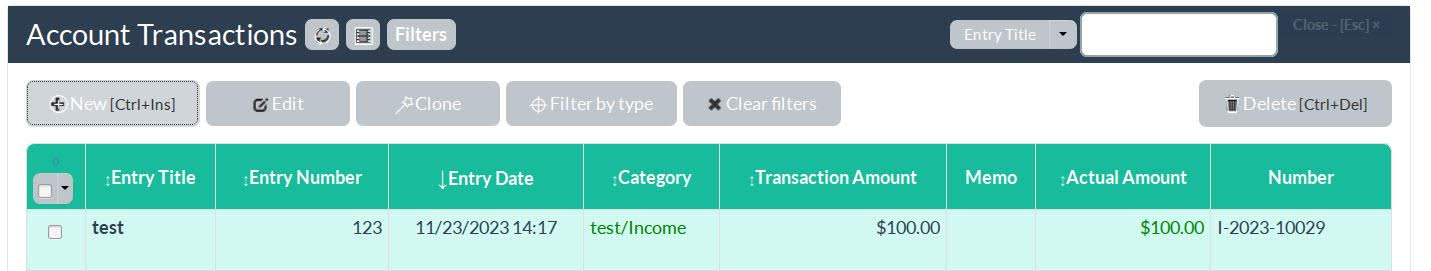 Account Transactions Filters Entry Title Close - [Esc] ×
New [Ctrl+Ins] Edit Clone Filter by type Clear filters Delete [Ctrl+Del]
0
Entry Title Entry Number Entry Date Category Transaction Amount Memo Actual Amount Number
test 123 11/23/2023 14:17 test/Income $100.00 $100.00 I-2023-10029